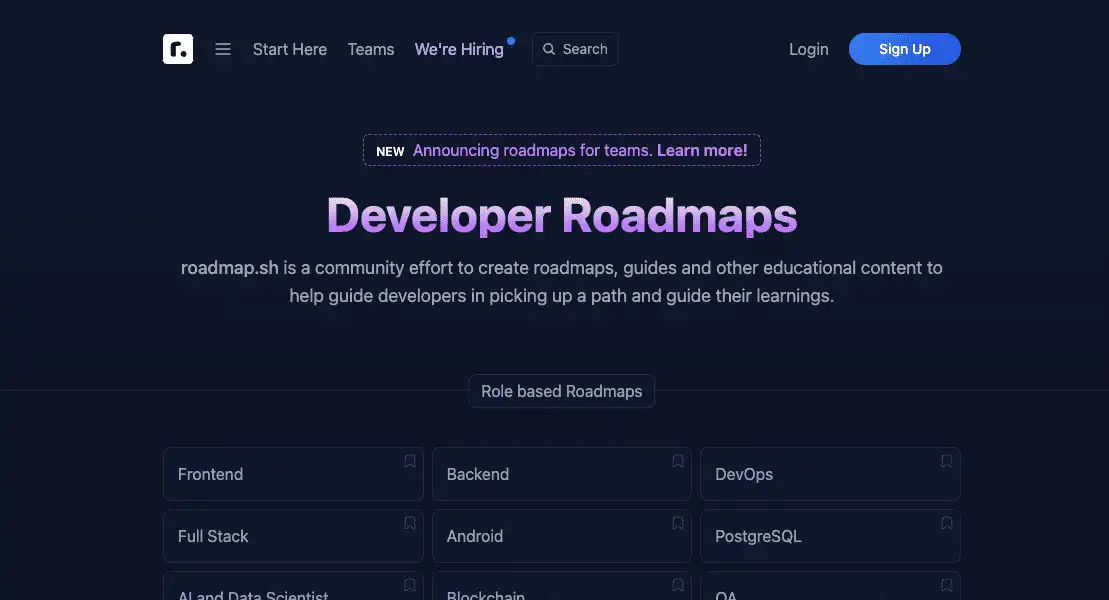 r.
Start Here Teams We're Hiring Search Login Sign Up
NEW Announcing roadmaps for teams. Learn more!
Developer Roadmaps
roadmap.sh is a community effort to create roadmaps, guides and other educational content to
help guide developers in picking up a path and guide their learnings.
Role based Roadmaps
Frontend Backend DevOps
Full Stack Android PostgreSQL
AI and Data Scientist Blockchain QA